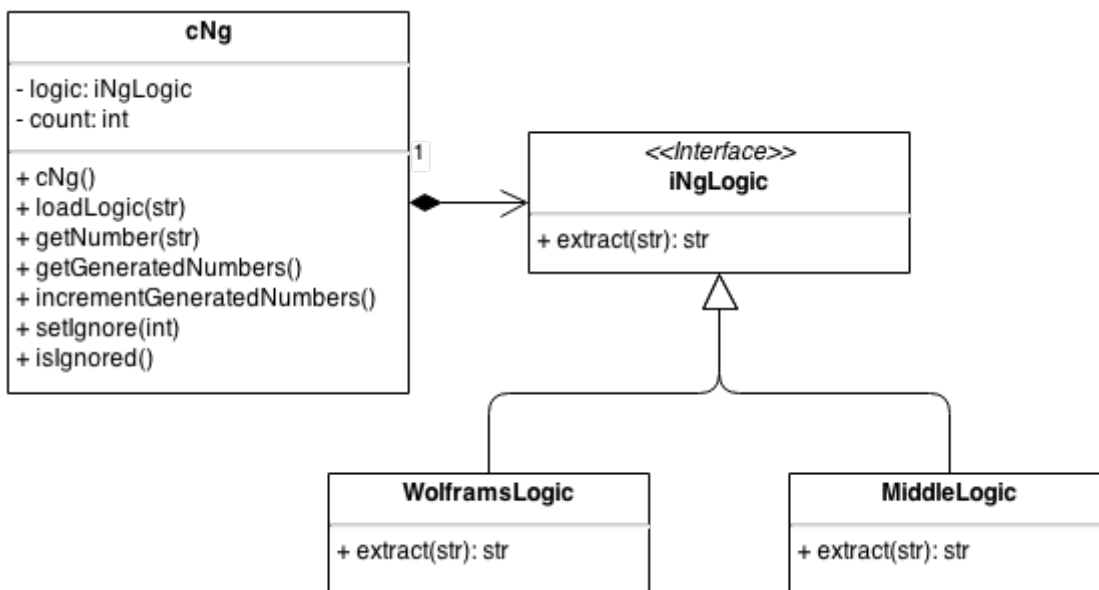 cNg
- logic: iNgLogic
- count: int
+ cNg()
+ loadLogic(str)
+ getNumber(str)
+ getGeneratedNumbers()
+ incrementGeneratedNumbers()
+ setIgnore(int)
+ isIgnored()
1
<<Interface>>
iNgLogic
+ extract(str): str
WolframsLogic
+ extract(str): str
MiddleLogic
+ extract(str): str